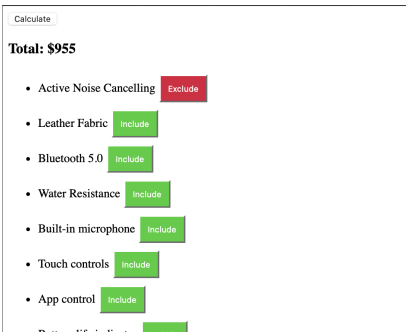 Calculate
Total: $955
Active Noise Cancelling Exclude
Leather Fabric Include
Bluetooth 5.0 Include
Water Resistance Include
Built-in microphone Include
Touch controls Include
App control Include